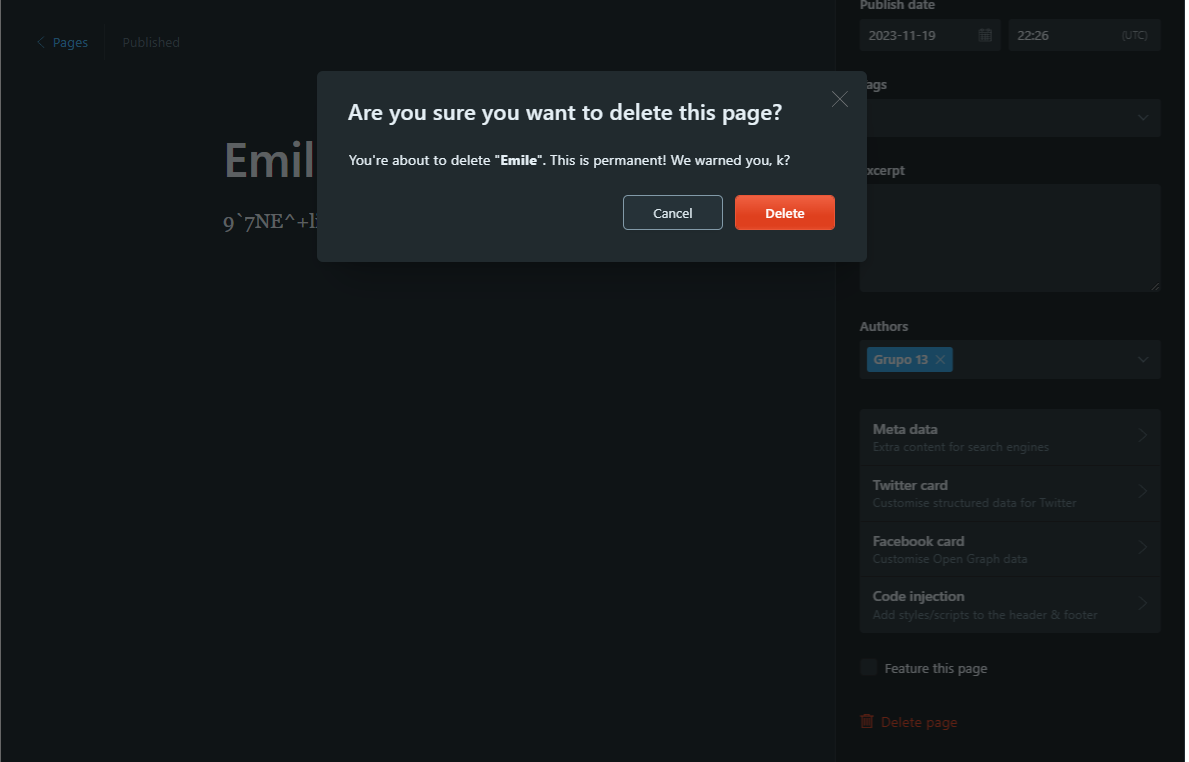 Pages
Published
Publish date
2023-11-19
22:26
(UTC)
Are you sure you want to delete this page?
You're about to delete "Emile". This is permanent! We warned you, k?
Cancel
Delete
Emil
9`7NE^+l
ags
xcerpt
Authors
Grupo 13
Meta data
Extra content for search engines
Twitter card
Customise structured data for Twitter
Facebook card
Customise Open Graph data
Code injection
Add styles/scripts to the header & footer
Feature this page
Delete page